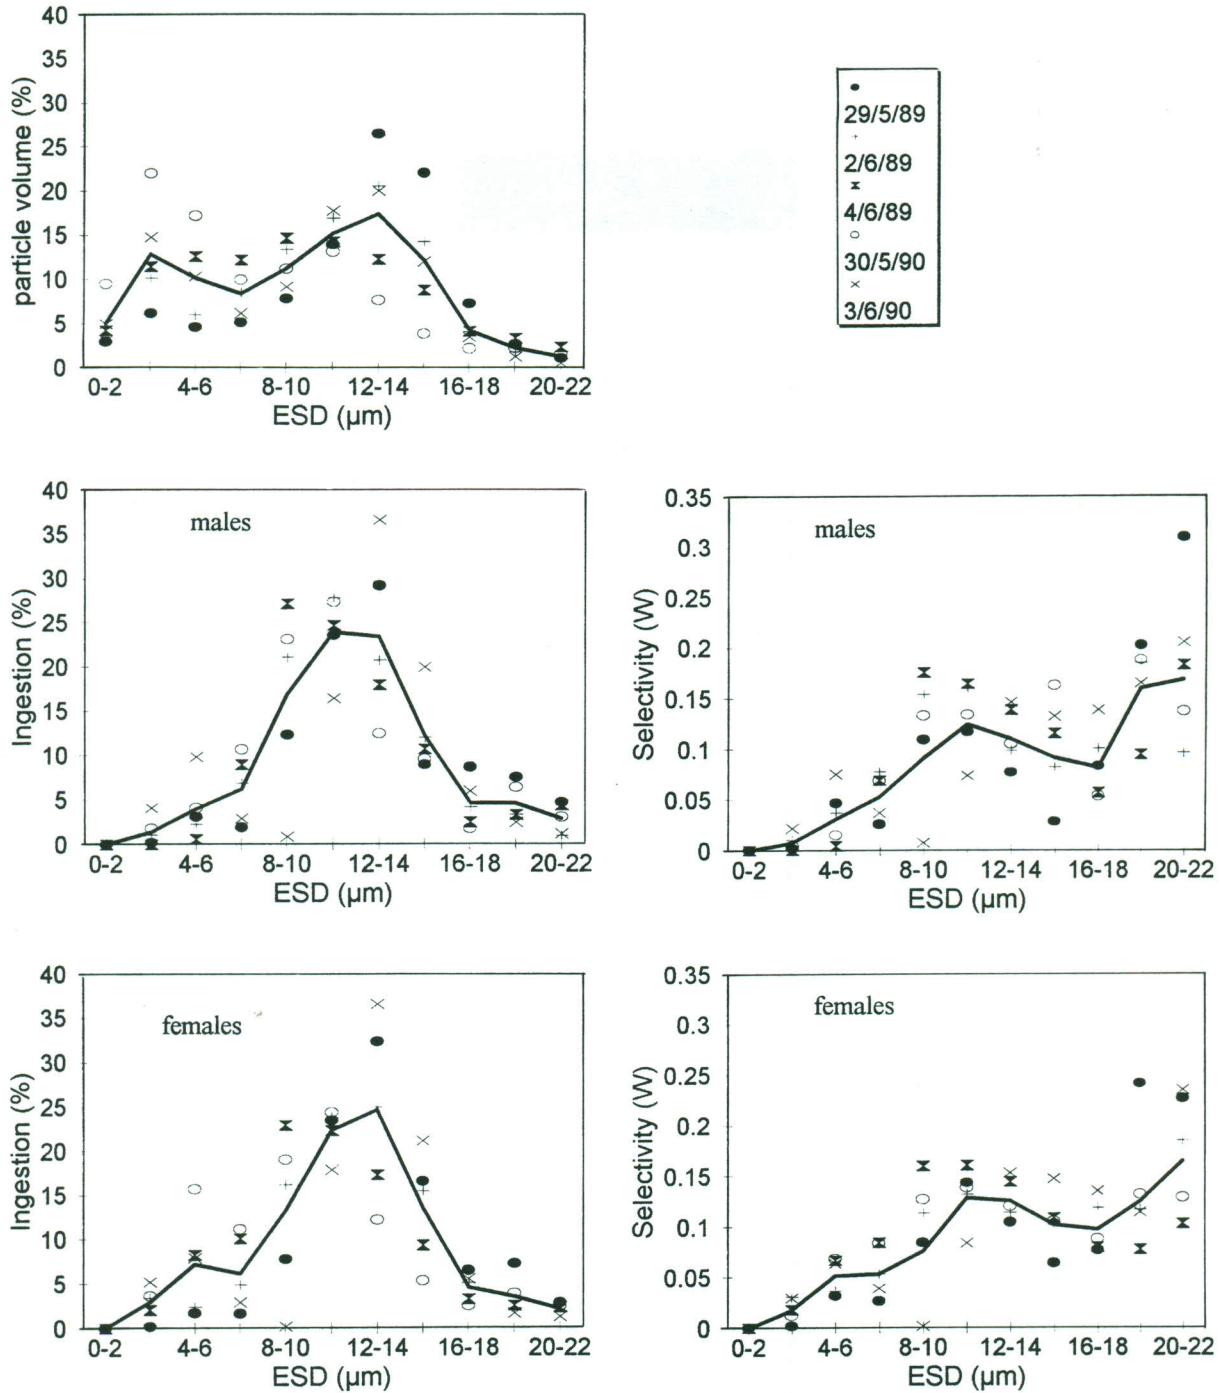 40
35
30
25
20
15
10
5
0
particle volume (%)
0-2 4-6 8-10 12-14 16-18 20-22
ESD (µm)
29/5/89
2/6/89
4/6/89
30/5/90
3/6/90
40
35
30
25
20
15
10
5
0
Ingestion (%)
males
0-2 4-6 8-10 12-14 16-18 20-22
ESD (µm)
0.35
0.3
0.25
0.2
0.15
0.1
0.05
0
Selectivity (W)
males
0-2 4-6 8-10 12-14 16-18 20-22
ESD (µm)
40
35
30
25
20
15
10
5
0
Ingestion (%)
females
0-2 4-6 8-10 12-14 16-18 20-22
ESD (µm)
0.35
0.3
0.25
0.2
0.15
0.1
0.05
0
Selectivity (W)
females
0-2 4-6 8-10 12-14 16-18 20-22
ESD (µm)